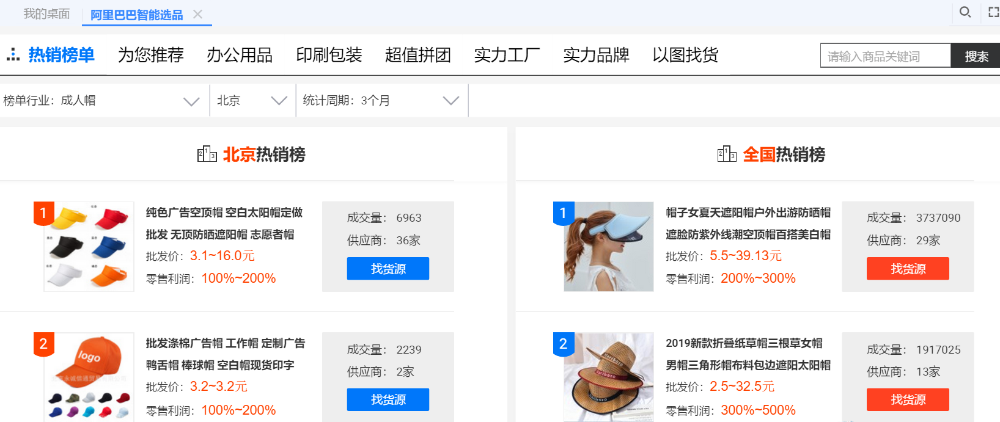 我的桌面
阿里巴巴智能选品
热销榜单 为您推荐 办公用品 印刷包装 超值拼团 实力工厂 实力品牌 以图找货
请输入商品关键词 搜索
榜单行业：成人帽 北京 统计周期：3个月
北京热销榜
1
纯色广告空顶帽 空白太阳帽定做
批发 无顶防晒遮阳帽 志愿者帽
批发价：3.1~16.0元
零售利润：100%~200%
成交量： 6963
供应商： 36家
找货源
2
logo
批发涤棉广告帽 工作帽 定制广告
鸭舌帽 棒球帽 空白帽现货印字
批发价：3.2~3.2元
零售利润：100%~200%
成交量： 2239
供应商： 2家
找货源
全国热销榜
1
帽子女夏天遮阳帽户外出游防晒帽
遮脸防紫外线潮空顶帽百搭美白帽
批发价：5.5~39.13元
零售利润：200%~300%
成交量： 3737090
供应商： 29家
找货源
2
2019新款折叠纸草帽三根草女帽
男帽三角形帽布料包边遮阳太阳帽
批发价：2.5~32.5元
零售利润：300%~500%
成交量： 1917025
供应商： 13家
找货源